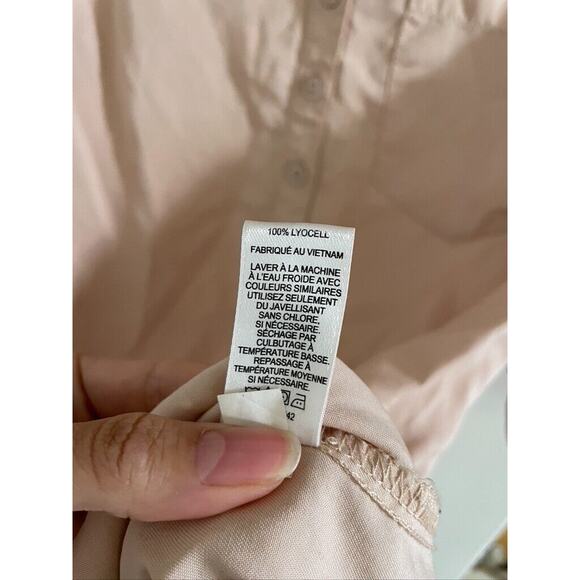 100% LYOCELL
FABRIQUÉ AU VIETNAM
LAVER À LA MACHINE
À L'EAU FROIDE AVEC
COULEURS SIMILAIRES
UTILISEZ SEULEMENT
DU JAVELLISANT
SANS CHLORE,
SI NÉCESSAIRE.
SÉCHAGE PAR
CULBUTAGE À
TEMPÉRATURE BASSE.
REPASSAGE À
TEMPÉRATURE MOYENNE
SI NÉCESSAIRE.
42